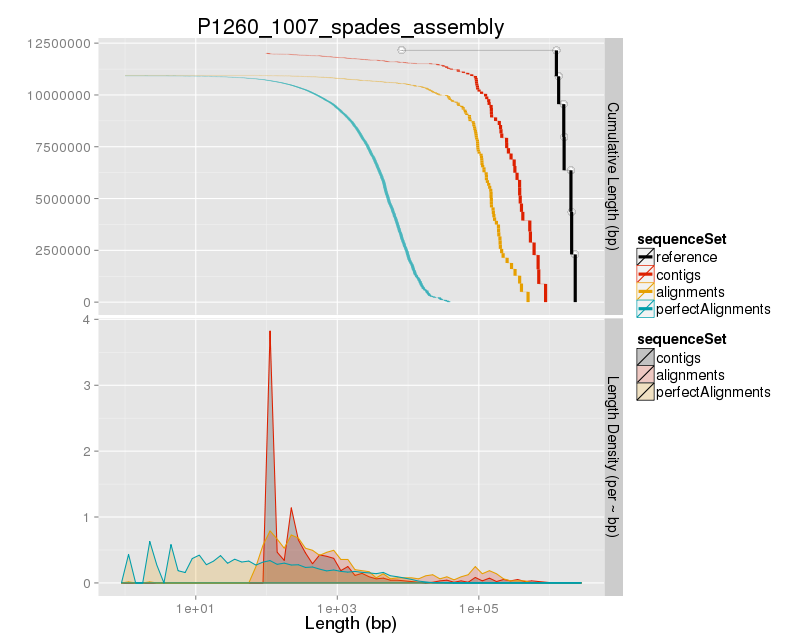 P1260_1007_spades_assembly
12500000
10000000
7500000
5000000
2500000
0
Cumulative Length (bp)
4
3
2
1
0
Length Density (per ~ bp)
1e+01
1e+03
1e+05
Length (bp)
sequenceSet
reference
contigs
alignments
perfectAlignments
sequenceSet
contigs
alignments
perfectAlignments